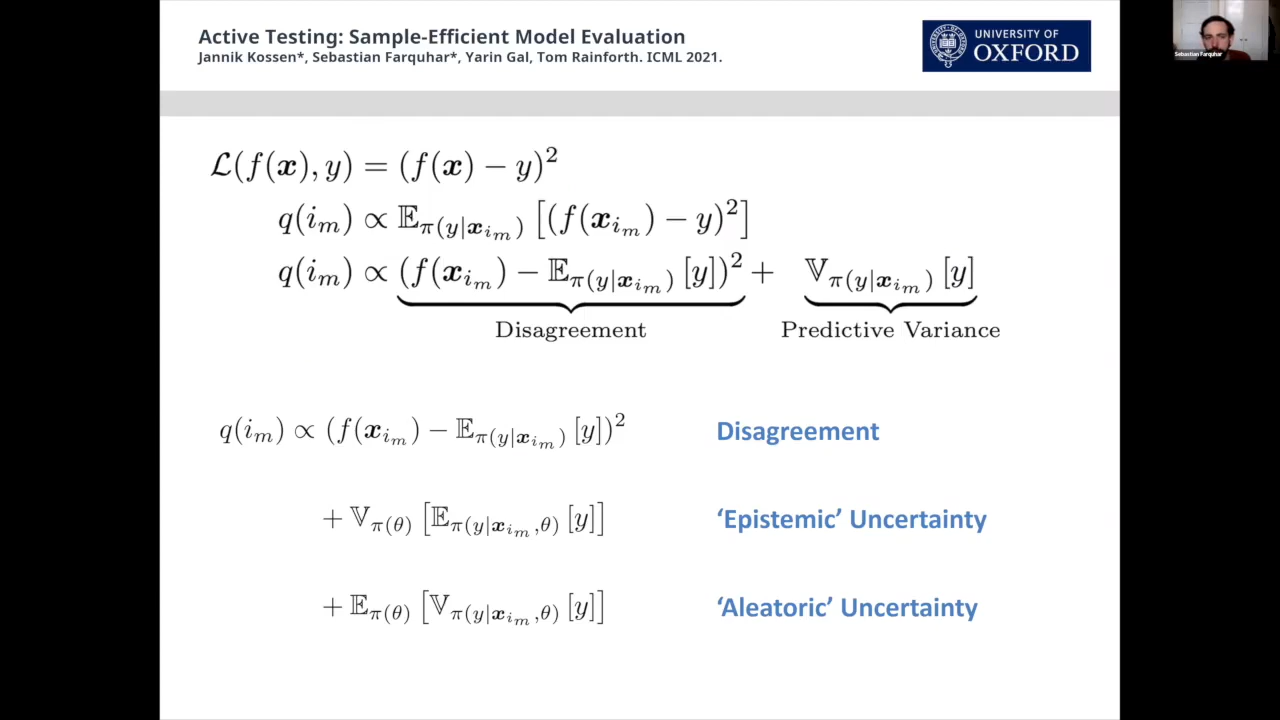 Active Testing: Sample-Efficient Model Evaluation
Jannik Kossen*, Sebastian Farquhar*, Yarin Gal, Tom Rainforth. ICML 2021.
UNIVERSITY OF
OXFORD
Sebastian Farquhar
ℒ(f(𝒙), y) = (f(𝒙) − y)²
q(i_m) ∝ 𝔼_{π(y|𝒙_{i_m})} [(f(𝒙_{i_m}) − y)²]
q(i_m) ∝ (f(𝒙_{i_m}) − 𝔼_{π(y|𝒙_{i_m})} [y])² + 𝕍_{π(y|𝒙_{i_m})} [y]
Disagreement Predictive Variance
q(i_m) ∝ (f(𝒙_{i_m}) − 𝔼_{π(y|𝒙_{i_m})} [y])² Disagreement
+ 𝕍_{π(θ)} [𝔼_{π(y|𝒙_{i_m},θ)} [y]] ‘Epistemic’ Uncertainty
+ 𝔼_{π(θ)} [𝕍_{π(y|𝒙_{i_m},θ)} [y]] ‘Aleatoric’ Uncertainty